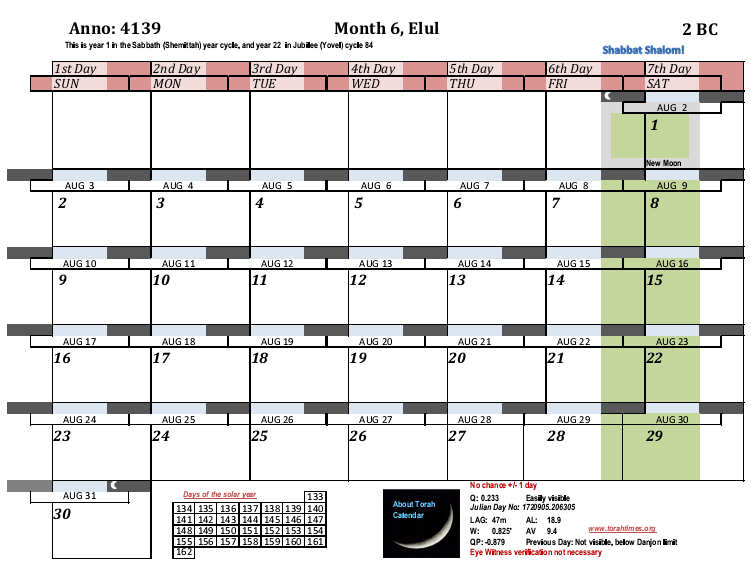 Anno: 4139 Month 6, Elul 2 BC
This is year 1 in the Sabbath (Shemittah) year cycle, and year 22 in Jubilee (Yovel) cycle 84
Shabbat Shalom!
1st Day 2nd Day 3rd Day 4th Day 5th Day 6th Day 7th Day
SUN MON TUE WED THU FRI SAT
AUG 2
1
New Moon
AUG 3 AUG 4 AUG 5 AUG 6 AUG 7 AUG 8 AUG 9
2 3 4 5 6 7 8
AUG 10 AUG 11 AUG 12 AUG 13 AUG 14 AUG 15 AUG 16
9 10 11 12 13 14 15
AUG 17 AUG 18 AUG 19 AUG 20 AUG 21 AUG 22 AUG 23
16 17 18 19 20 21 22
AUG 24 AUG 25 AUG 26 AUG 27 AUG 28 AUG 29 AUG 30
23 24 25 26 27 28 29
AUG 31
30
Days of the solar year
133
134 135 136 137 138 139 140
141 142 143 144 145 146 147
148 149 150 151 152 153 154
155 156 157 158 159 160 161
162
About Torah
Calendar
No chance +/- 1 day
Q: 0.233 Easily visible
Julian Day No: 1720905.206305
LAG: 47m AL: 18.9
W: 0.825' AV 9.4
www.torahtimes.org
QP: -0.879 Previous Day: Not visible, below Danjon limit
Eye Witness verification not necessary